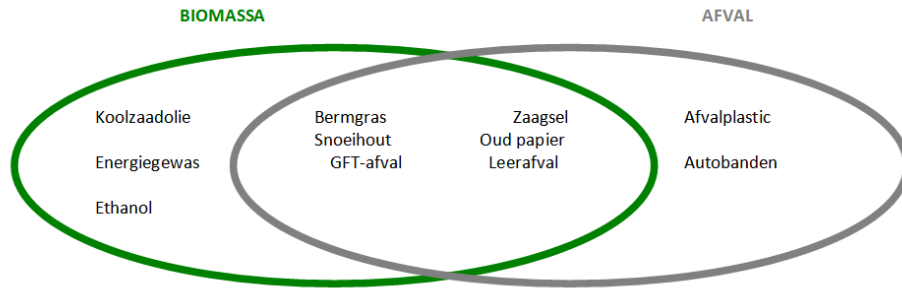 BIOMASSA AFVAL
Koolzaadolie Bermgras Zaagsel Afvalplastic
Snoeihout Oud papier
Energiegewas GFT-afval Leerafval Autobanden
Ethanol